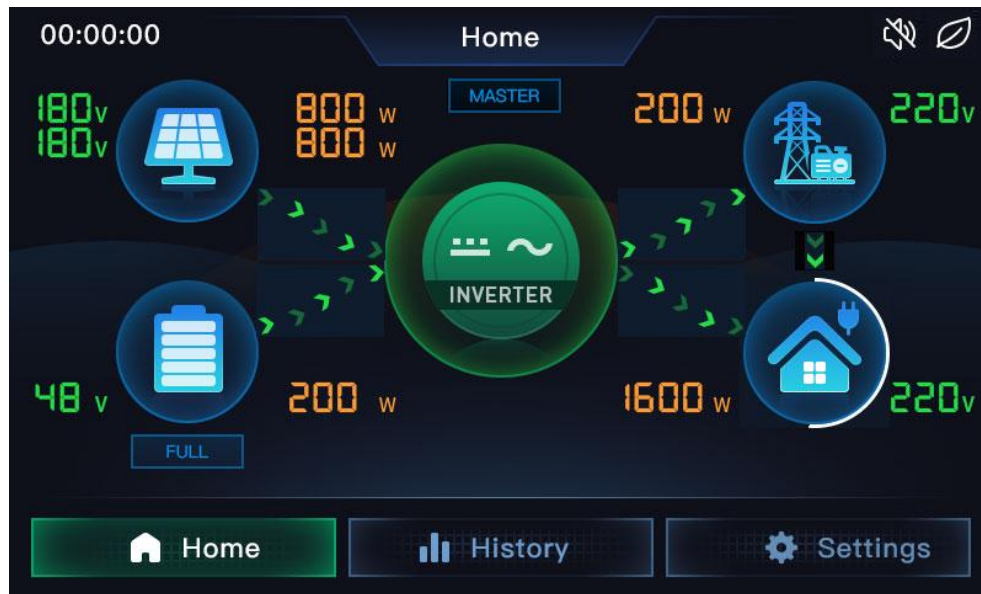 00:00:00
Home
MASTER
180V
180V
800 W
800 W
200 W
220V
INVERTER
48 V
200 W
1600 W
220V
FULL
Home
History
Settings